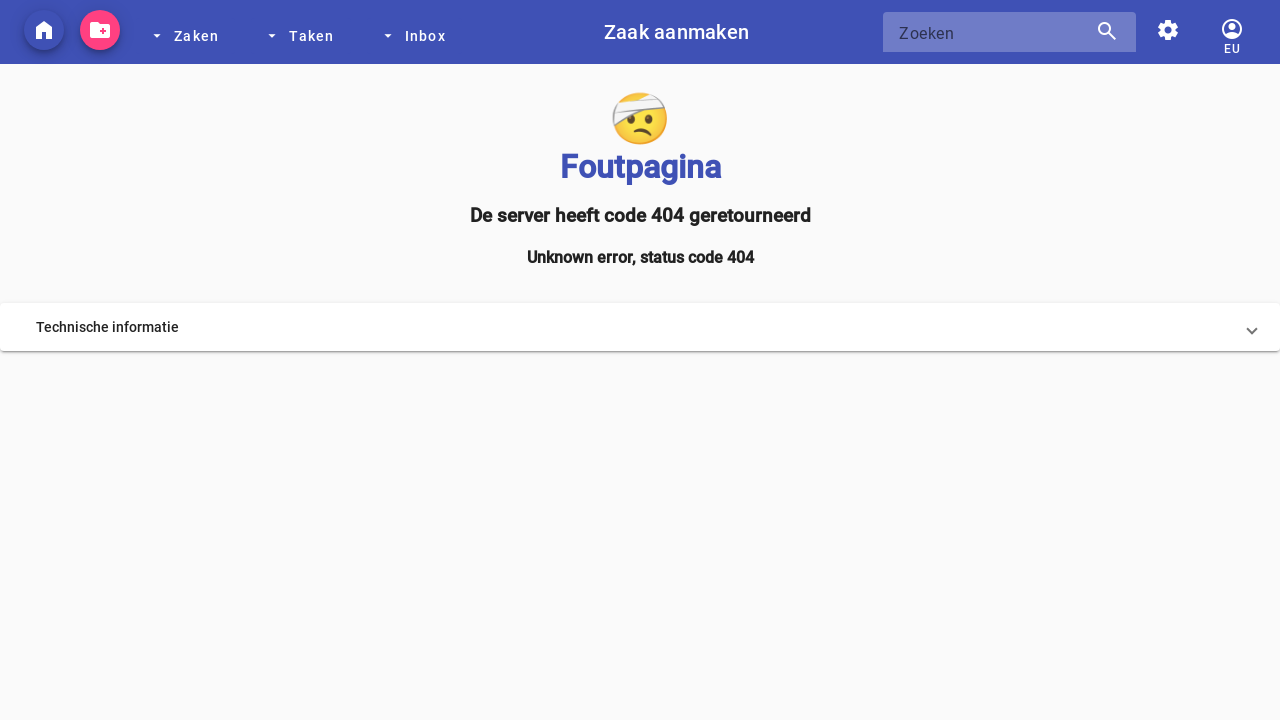 Zaken
Taken
Inbox
Zaak aanmaken
Zoeken
EU
Foutpagina
De server heeft code 404 geretourneerd
Unknown error, status code 404
Technische informatie